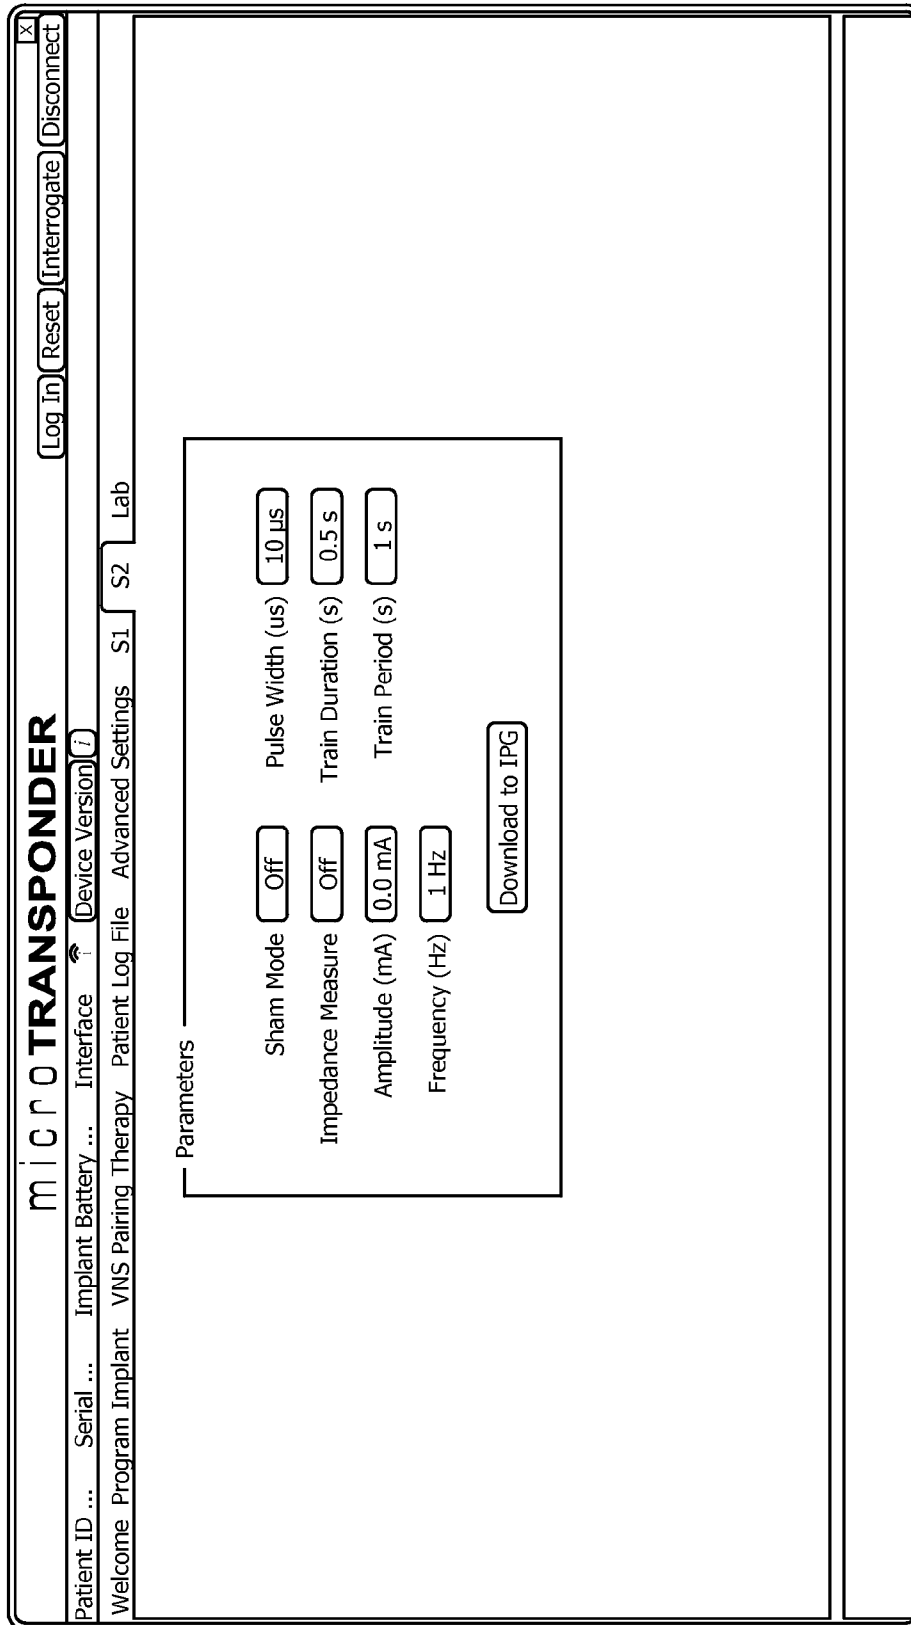 X
microTRANSPONDER
Log In Reset Interrogate Disconnect
Patient ID ... Serial ... Implant Battery ... Interface Device Version i
Welcome Program Implant VNS Pairing Therapy Patient Log File Advanced Settings S1 S2 Lab
Parameters
Sham Mode Off Pulse Width (us) 10 µs
Impedance Measure Off Train Duration (s) 0.5 s
Amplitude (mA) 0.0 mA Train Period (s) 1 s
Frequency (Hz) 1 Hz
Download to IPG